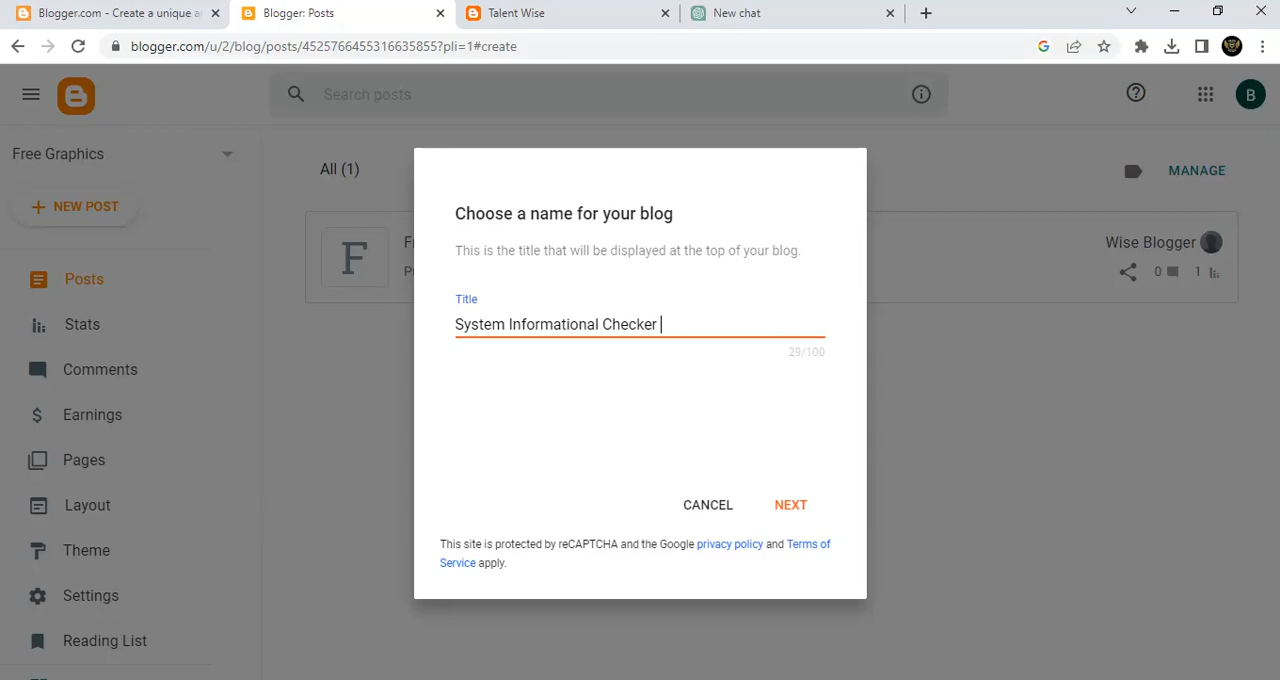 Blogger.com - Create a unique a
Blogger: Posts
Talent Wise
New chat
blogger.com/u/2/blog/posts/4525766455316635855?pli=1#create
Search posts
B
Free Graphics
All (1)
MANAGE
NEW POST
F
Wise Blogger
0
1
Posts
Stats
Comments
Earnings
Pages
Layout
Theme
Settings
Reading List
Choose a name for your blog
This is the title that will be displayed at the top of your blog.
Title
System Informational Checker
29/100
CANCEL
NEXT
This site is protected by reCAPTCHA and the Google privacy policy and Terms of
Service apply.